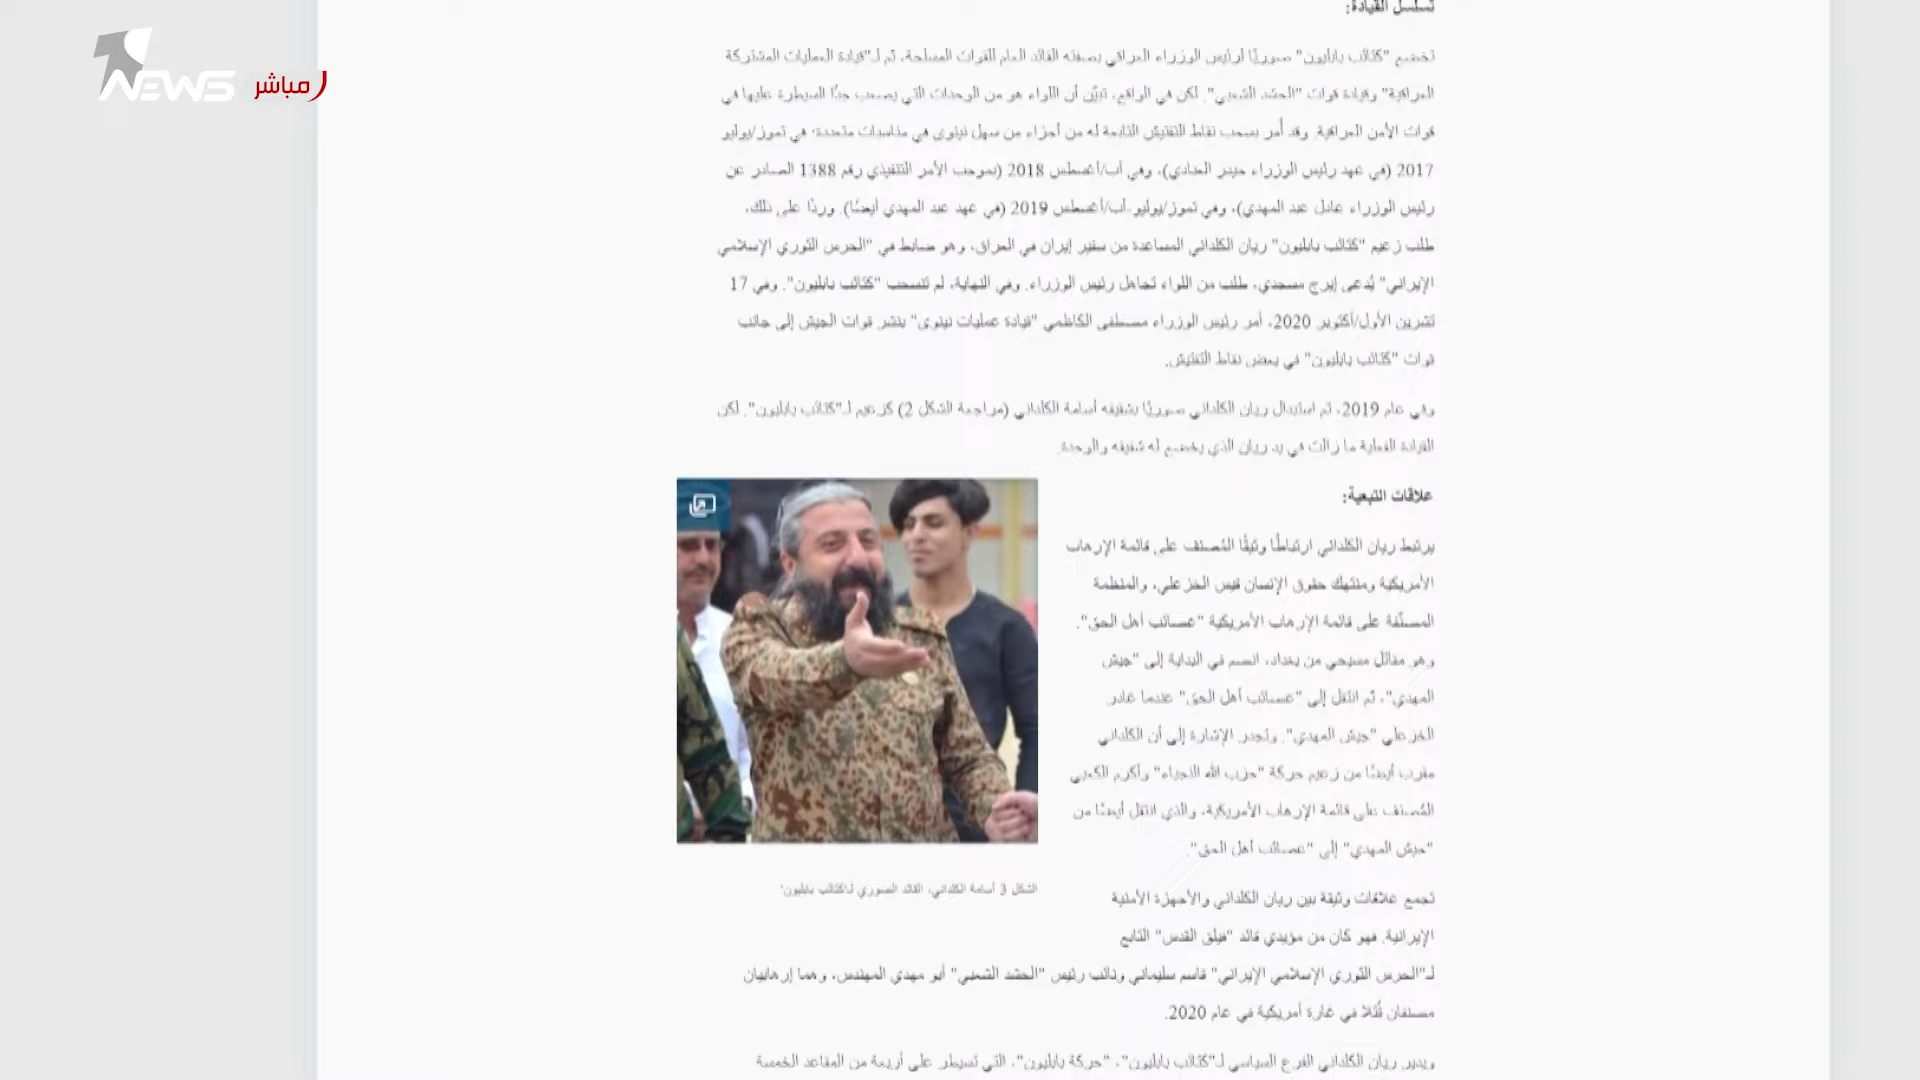 NEWS
مباشر
تسلسل القيادة:
تخضع "كتائب بابليون" صوريًا لرئيس الوزراء العراقي بصفته القائد العام للقوات المسلحة، ثم لـ"قيادة العمليات المشتركة
العراقية" وقيادة قوات "الحشد الشعبي". لكن في الواقع، تبيّن أن اللواء هو من الوحدات التي يصعب جدًا السيطرة عليها في
قوات الأمن العراقية. وقد أُمر بسحب نقاط التفتيش التابعة له من أجزاء من سهل نينوى في مناسبات متعددة: في تموز/يوليو
2017 (في عهد رئيس الوزراء حيدر العبادي)، وفي آب/أغسطس 2018 (بموجب الأمر التنفيذي رقم 1388 الصادر عن
رئيس الوزراء عادل عبد المهدي)، وفي تموز/يوليو-آب/أغسطس 2019 (في عهد عبد المهدي أيضًا). وردًا على ذلك،
طلب زعيم "كتائب بابليون" ريان الكلداني المساعدة من سفير إيران في العراق، وهو ضابط في "الحرس الثوري الإسلامي
الإيراني" يُدعى إيرج مسجدي، طلب من اللواء تجاهل رئيس الوزراء. وفي النهاية، لم تنسحب "كتائب بابليون". وفي 17
تشرين الأول/أكتوبر 2020، أمر رئيس الوزراء مصطفى الكاظمي "قيادة عمليات نينوى" بنشر قوات الجيش إلى جانب
قوات "كتائب بابليون" في بعض نقاط التفتيش.
وفي عام 2019، تم استبدال ريان الكلداني صوريًا بشقيقه أسامة الكلداني (مراجعة الشكل 2) كزعيم لـ"كتائب بابليون". لكن
القيادة الفعلية ما زالت في يد ريان الذي يخضع له شقيقه والوحدة.
علاقات التبعية:
يرتبط ريان الكلداني ارتباطًا وثيقًا المُصنف على قائمة الإرهاب
الأمريكية ومنتهك حقوق الإنسان قيس الخزعلي، والمنظمة
المصنّفة على قائمة الإرهاب الأمريكية "عصائب أهل الحق".
وهو مقاتل مسيحي من بغداد، انضم في البداية إلى "جيش
المهدي"، ثم انتقل إلى "عصائب أهل الحق" عندما غادر
الخزعلي "جيش المهدي". وتجدر الإشارة إلى أن الكلداني
مقرب أيضًا من زعيم حركة "حزب الله النجباء" وأكرم الكعبي
المُصنف على قائمة الإرهاب الأمريكية، والذي انتقل أيضًا من
"جيش المهدي" إلى "عصائب أهل الحق".
الشكل 3 أسامة الكلداني، القائد الصوري لـ"كتائب بابليون"
تجمع علاقات وثيقة بين ريان الكلداني والأجهزة الأمنية
الإيرانية. فهو كان من مؤيدي قائد "فيلق القدس" التابع
لـ"الحرس الثوري الإسلامي الإيراني" قاسم سليماني ونائب رئيس "الحشد الشعبي" أبو مهدي المهندس، وهما إرهابيان
مصنفان قُتلا في غارة أمريكية في عام 2020.
ويدير ريان الكلداني الفرع السياسي لـ"كتائب بابليون"، "حركة بابليون"، التي تسيطر على أربعة من المقاعد الخمسة